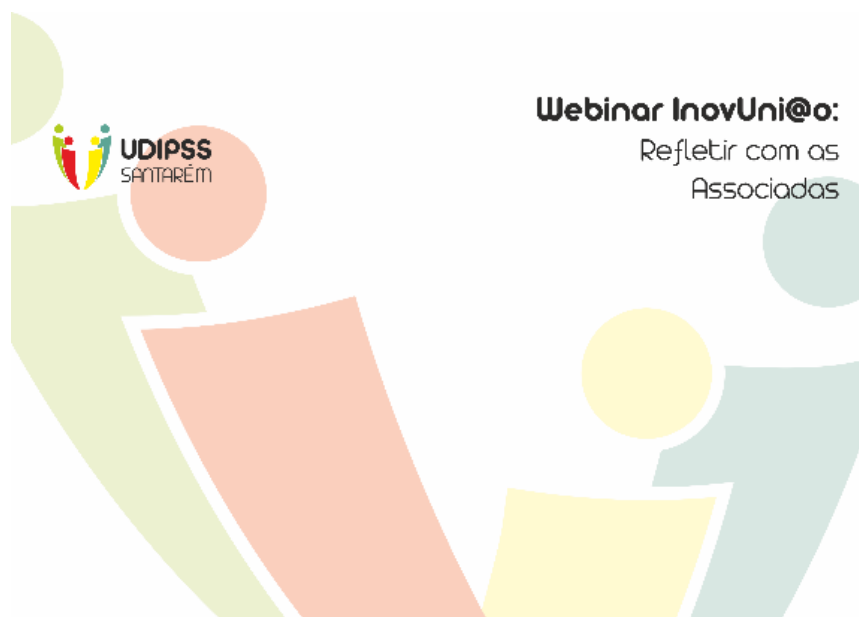 UDIPSS
SANTARÉM
Webinar InovUni@o:
Refletir com as
Associadas